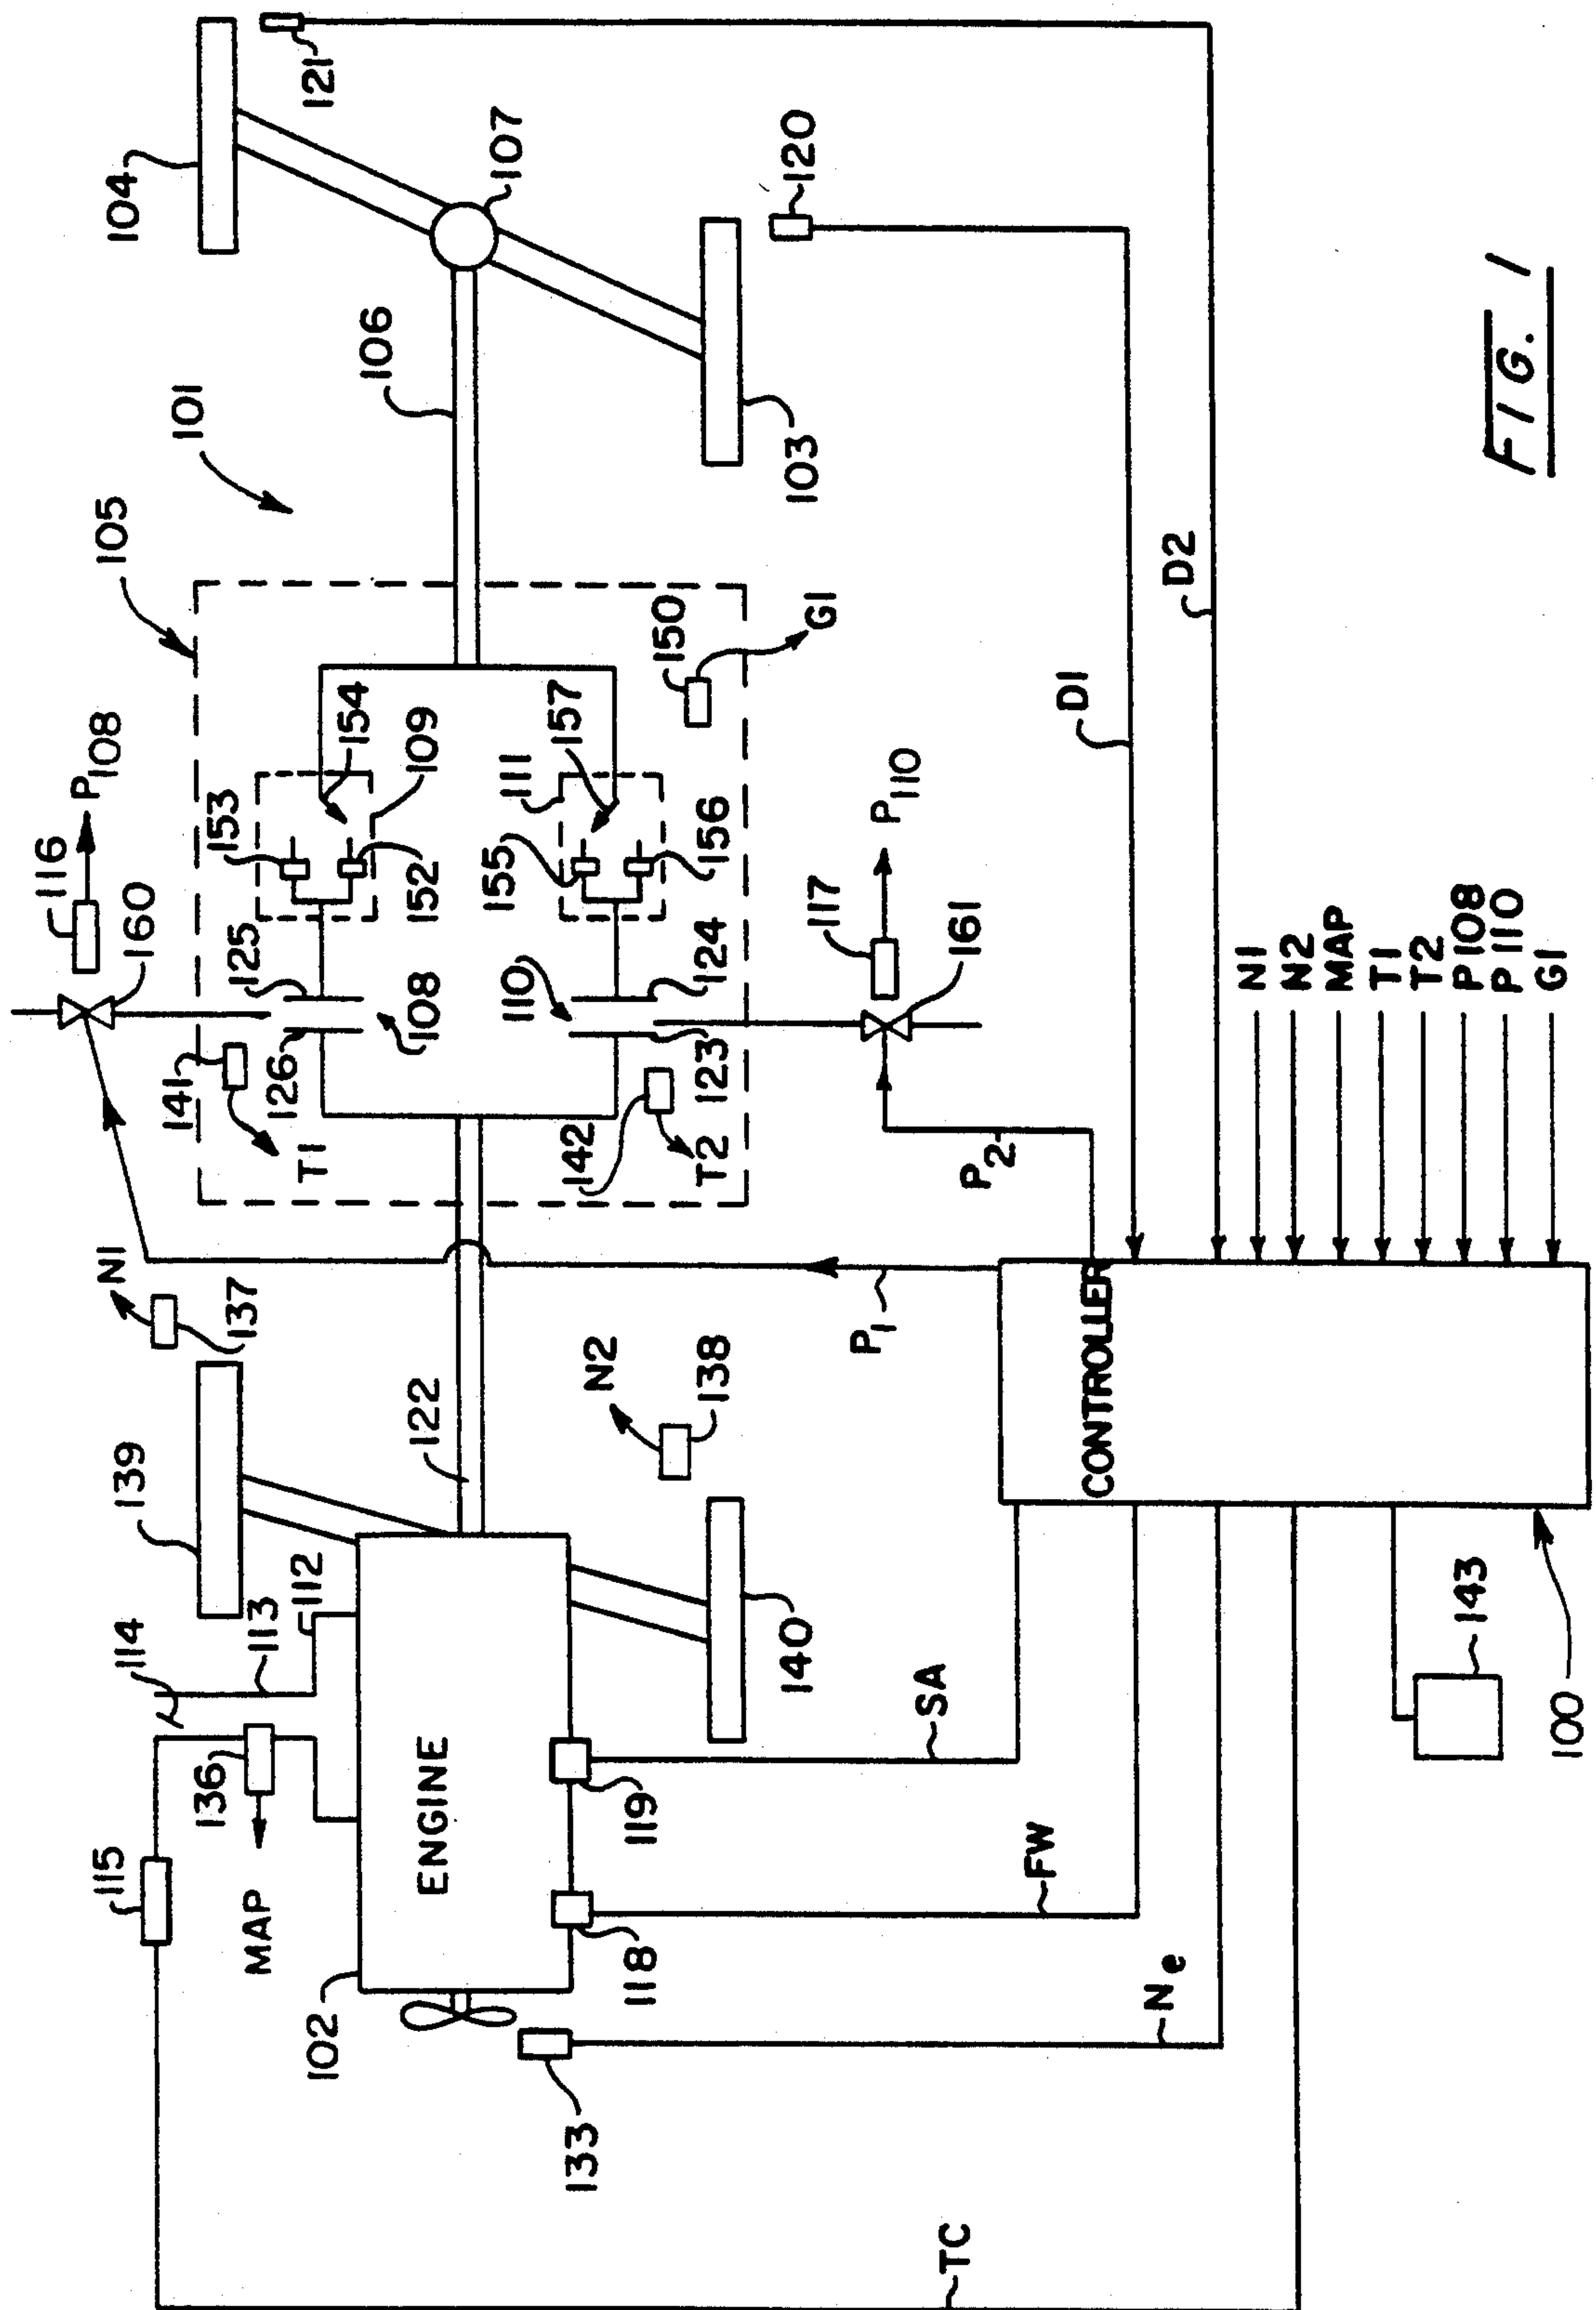 104
121
101
105
106
107
120
103
116
P108
160
153
154
109
125
152
108
141
126
T1
111
157
155
156
150
G1
110
124
123
142
T2
117
P110
161
N1
137
139
122
N2
138
P1
P2
D1
D2
114
113
112
136
MAP
115
ENGINE
102
140
119
118
133
SA
FW
Ne
TC
CONTROLLER
143
100
N1
N2
MAP
T1
T2
P108
P110
G1
FIG. 1